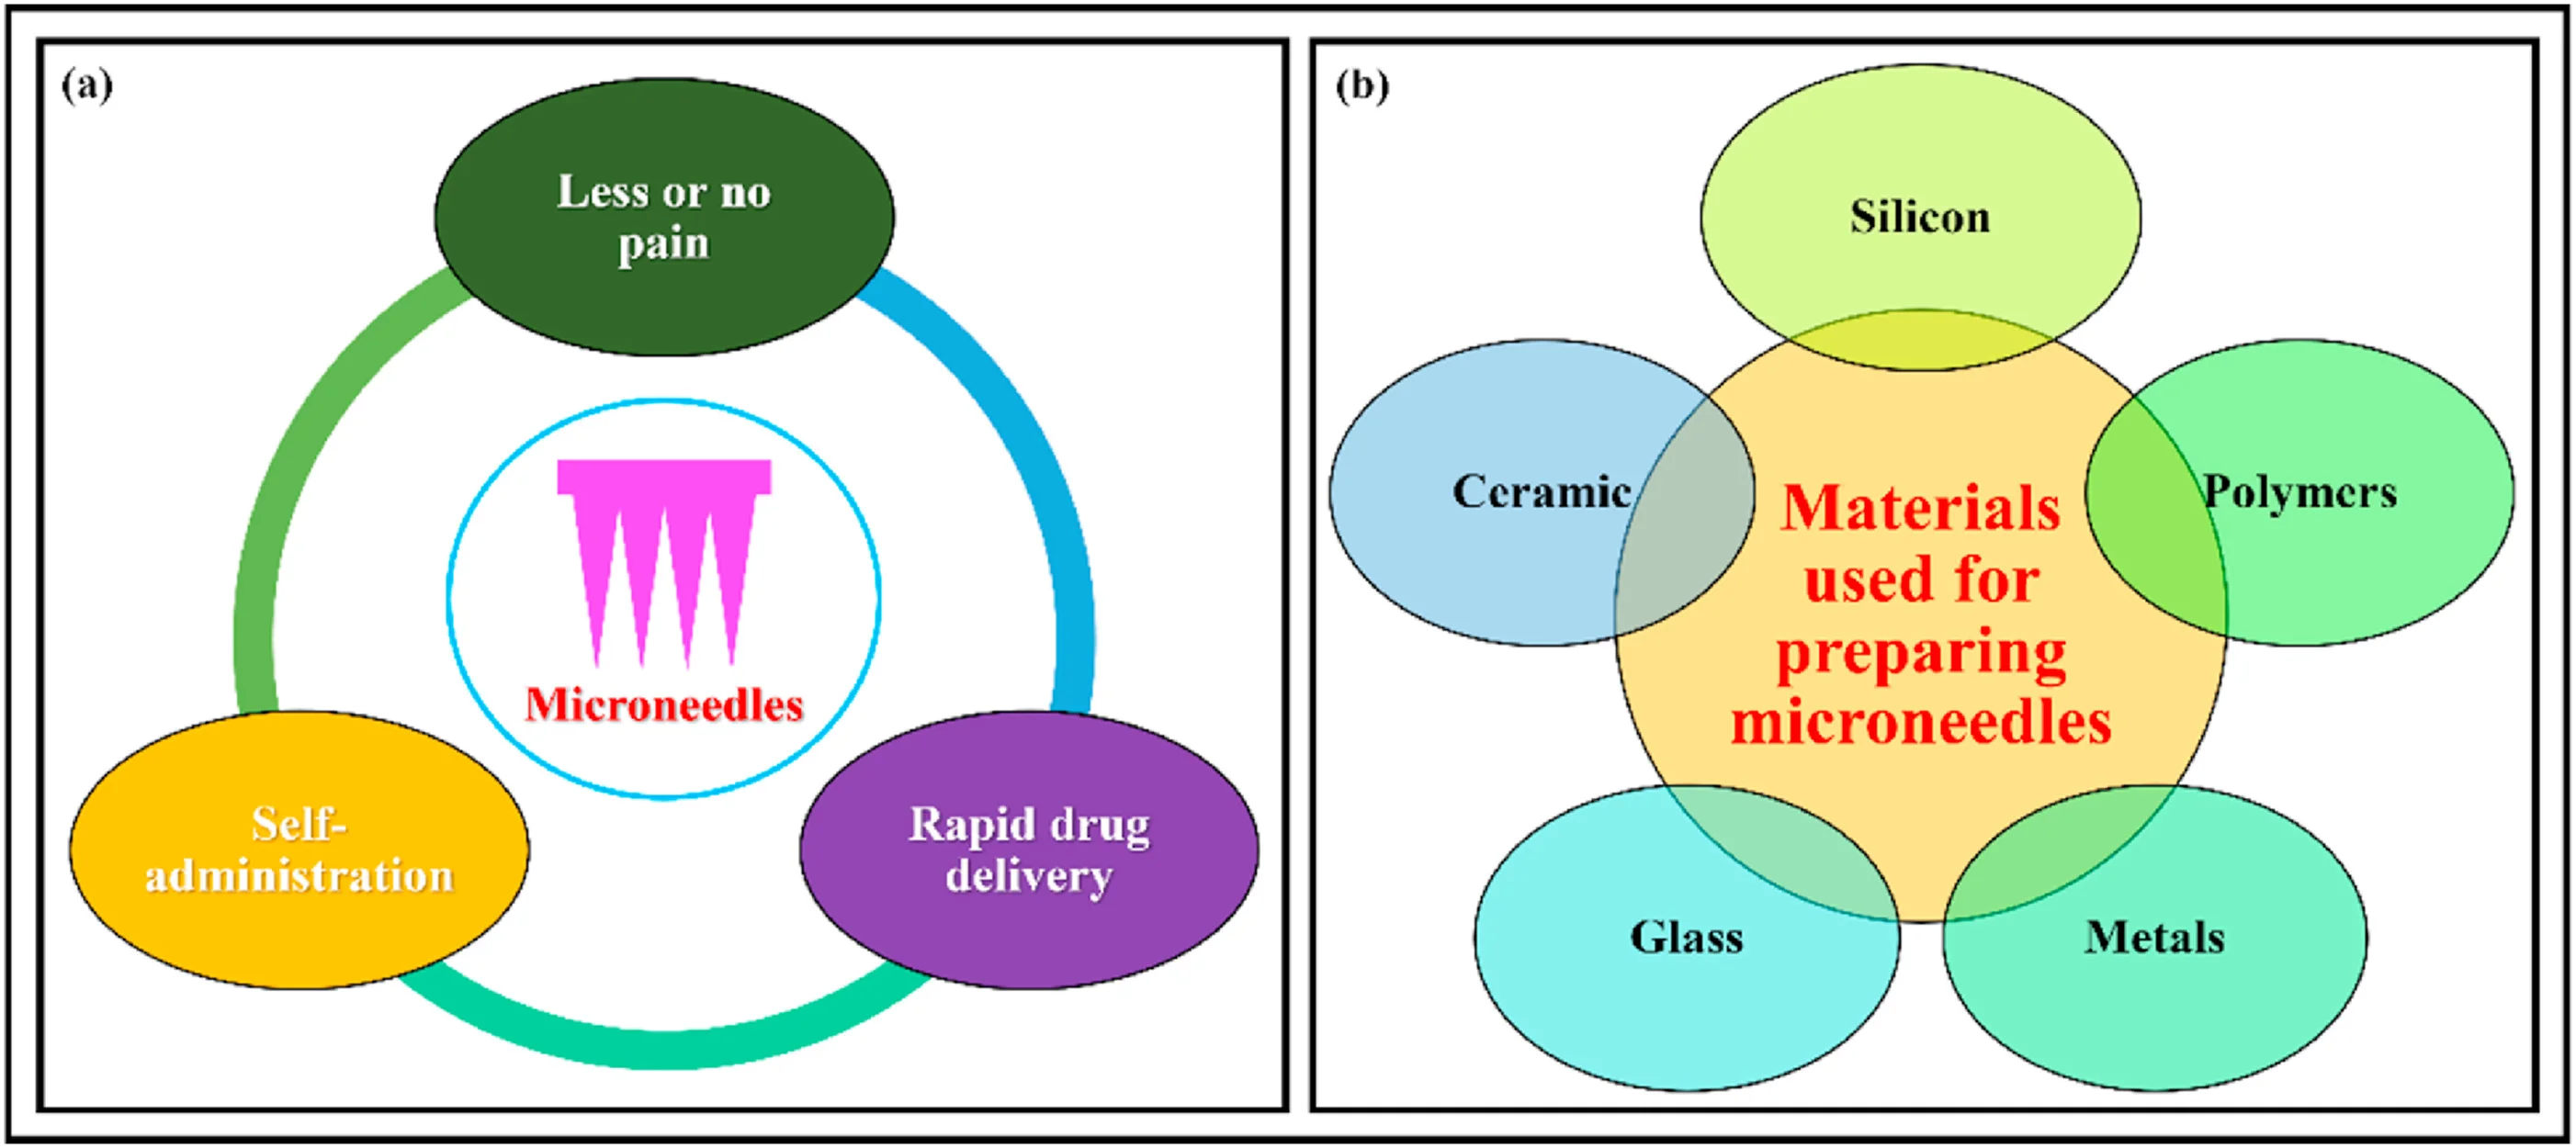 (a)
Less or no
pain
Microneedles
Self-
administration
Rapid drug
delivery
(b)
Silicon
Ceramic
Polymers
Materials
used for
preparing
microneedles
Glass
Metals